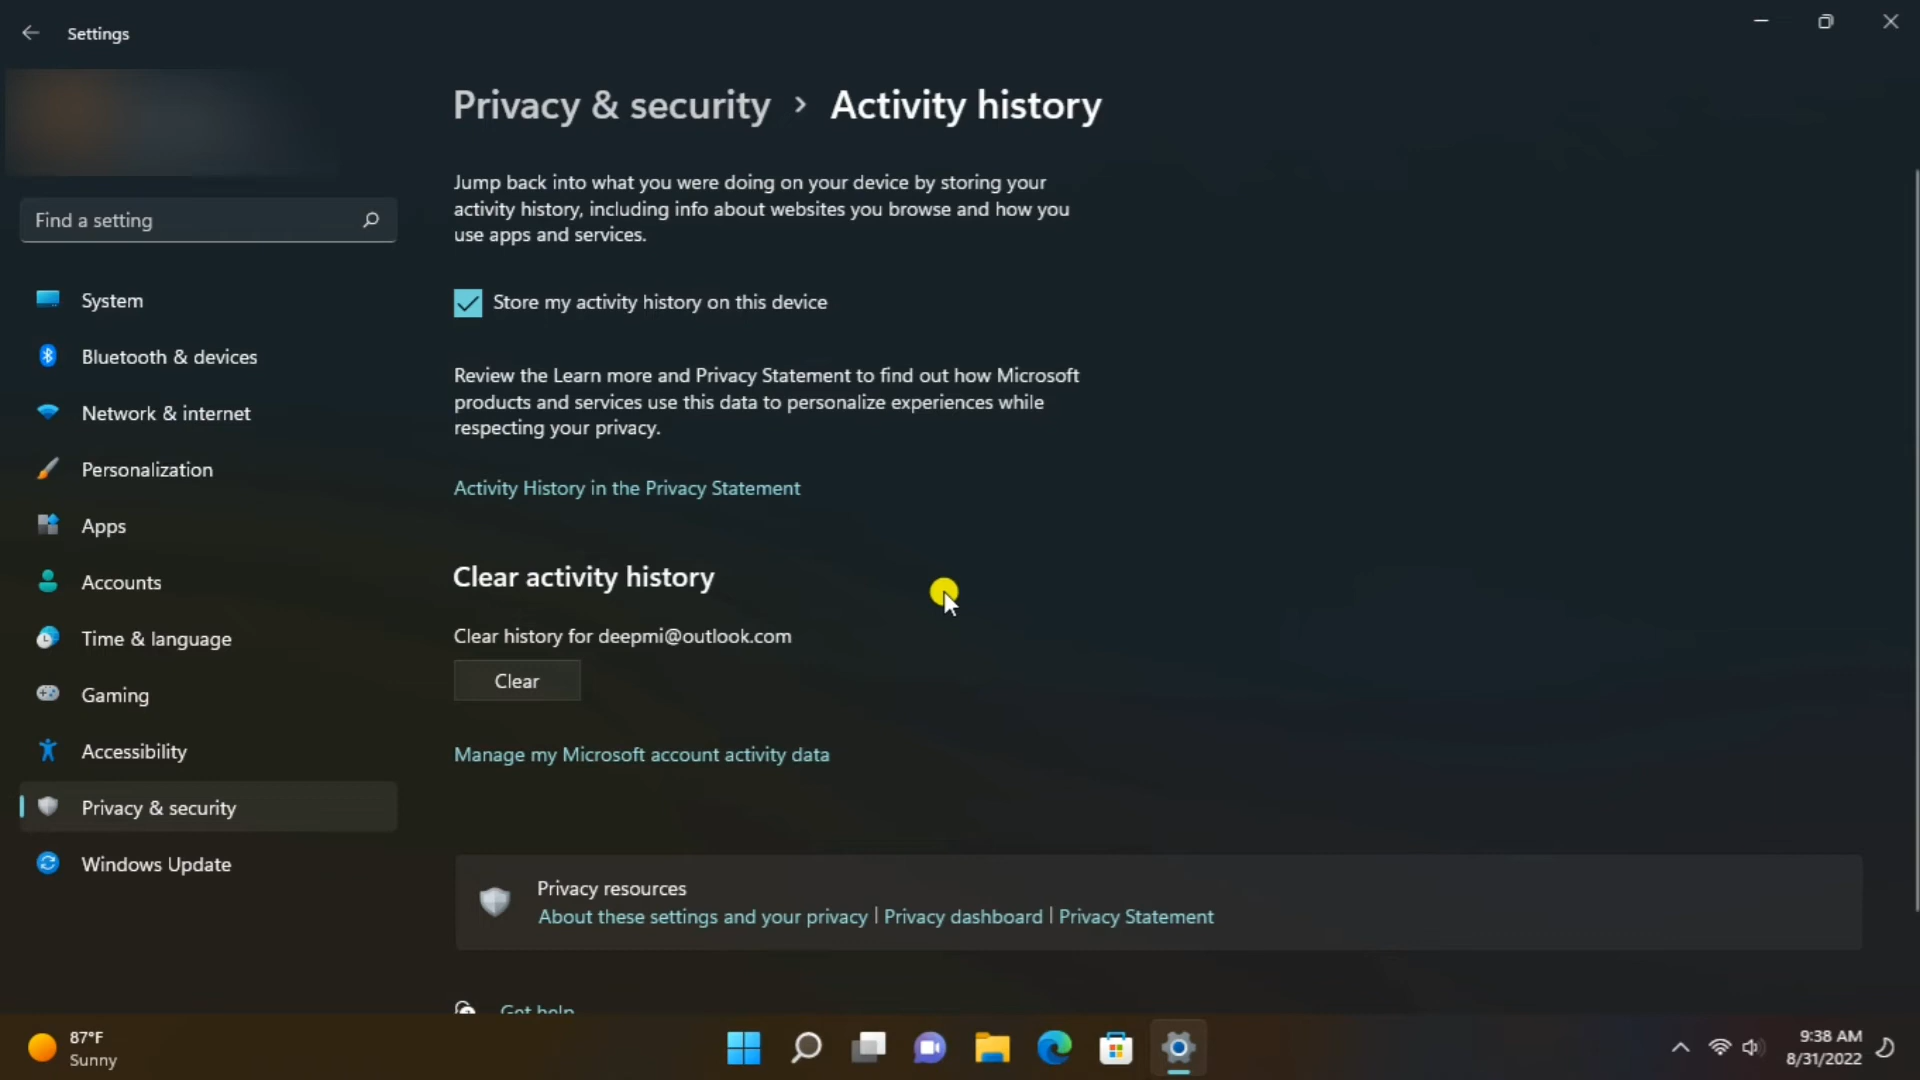 Settings
Find a setting
System
Bluetooth & devices
Network & internet
Personalization
Apps
Accounts
Time & language
Gaming
Accessibility
Privacy & security
Windows Update
Privacy & security > Activity history
Jump back into what you were doing on your device by storing your
activity history, including info about websites you browse and how you
use apps and services.
Store my activity history on this device
Review the Learn more and Privacy Statement to find out how Microsoft
products and services use this data to personalize experiences while
respecting your privacy.
Activity History in the Privacy Statement
Clear activity history
Clear history for deepmi@outlook.com
Clear
Manage my Microsoft account activity data
Privacy resources
About these settings and your privacy | Privacy dashboard | Privacy Statement
Get help
87°F
Sunny
9:38 AM
8/31/2022